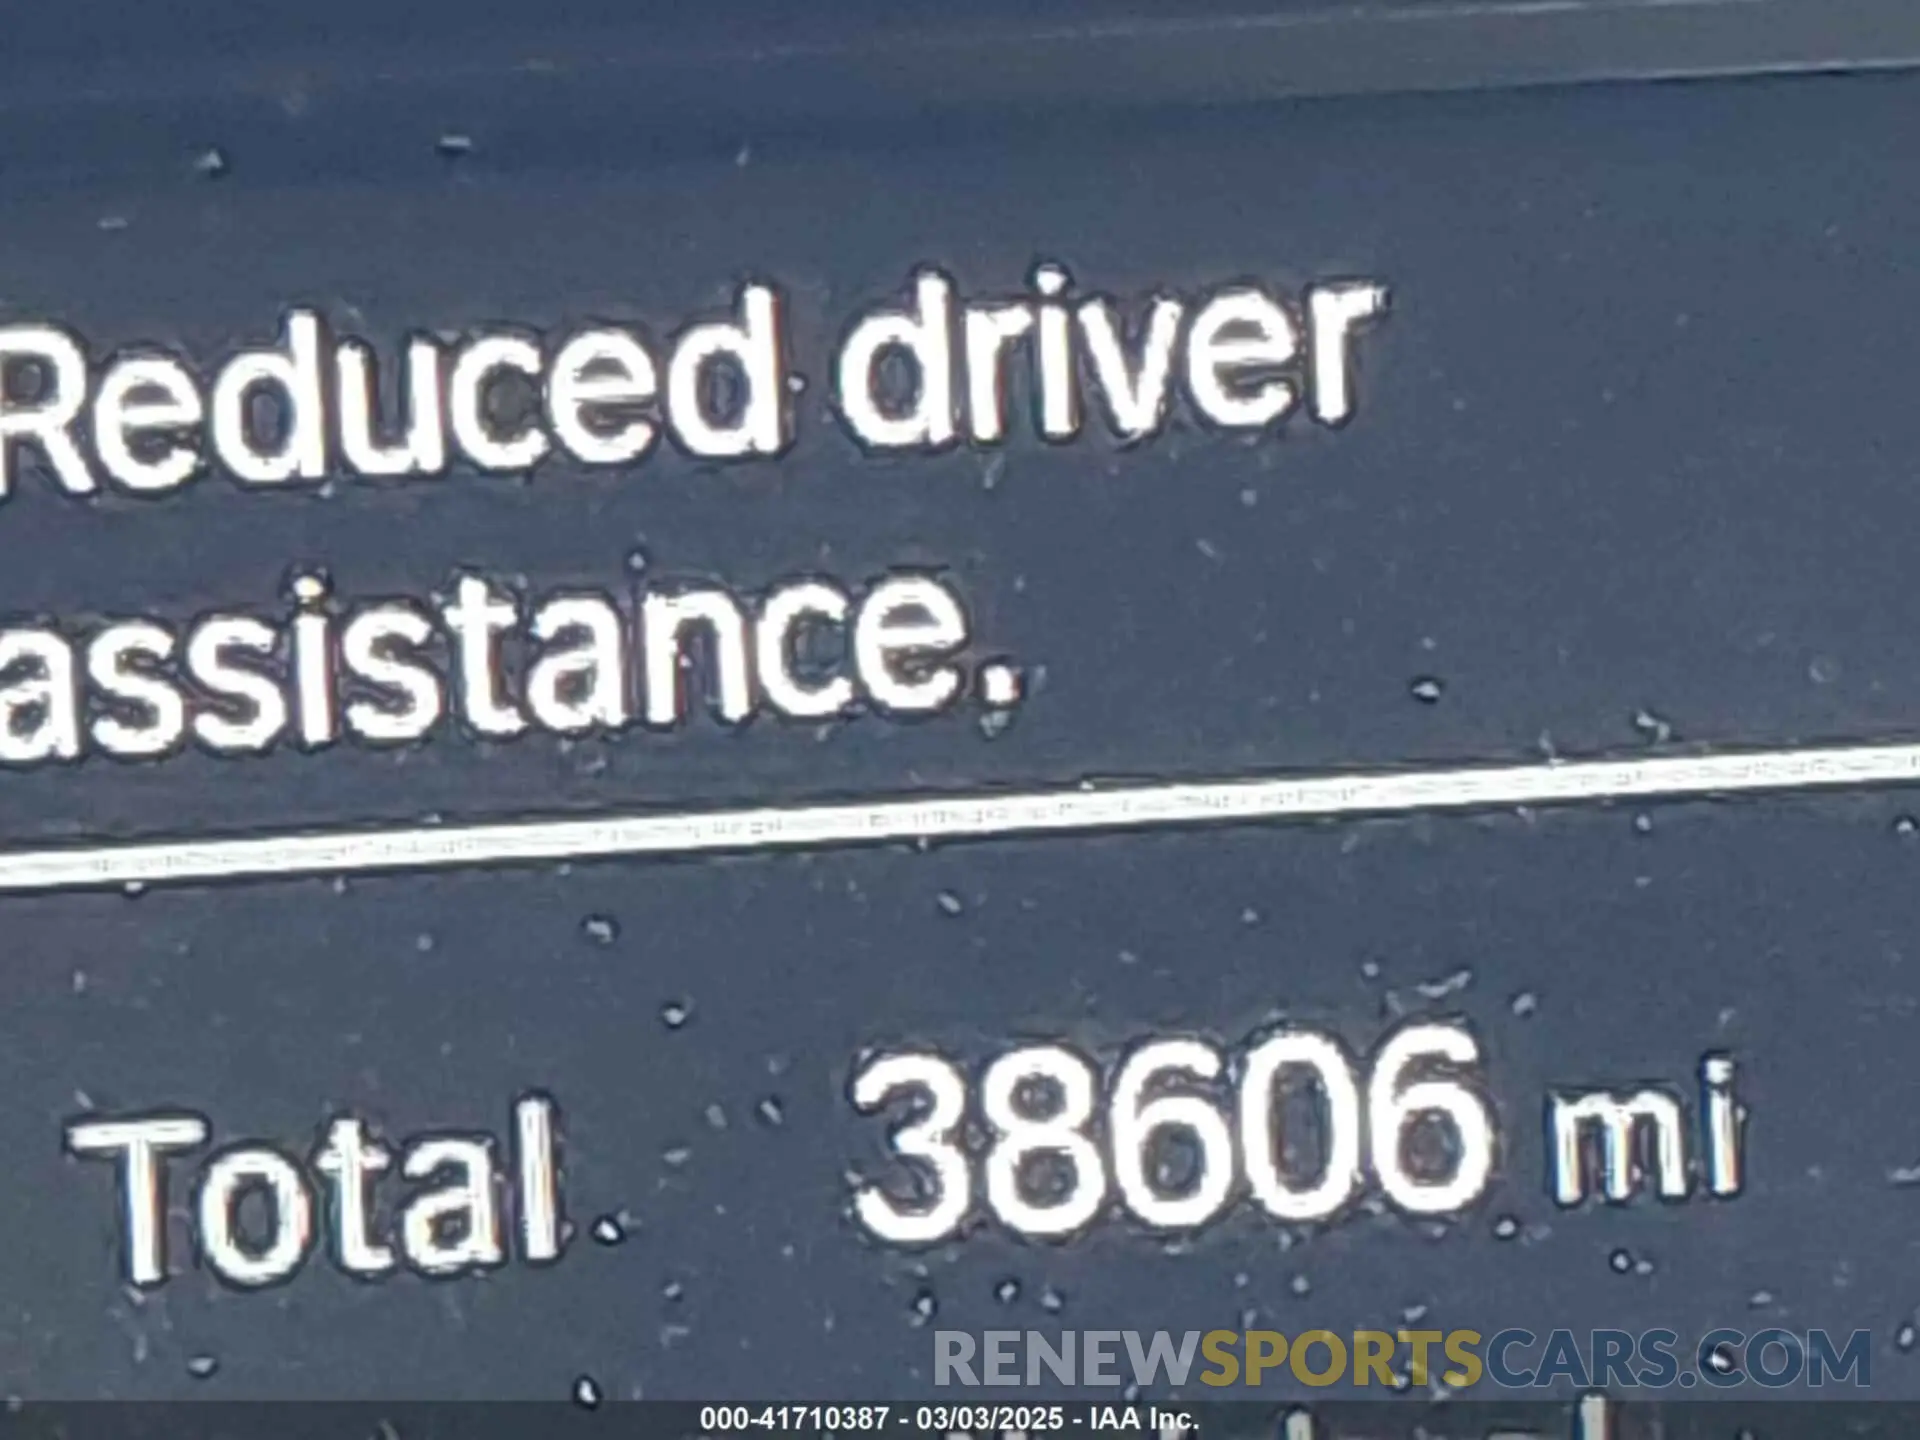 Reduced driver
assistance.
Total 38606 mi
RENEWSPORTSCARS.COM
000-41710387 - 03/03/2025 - IAA Inc.